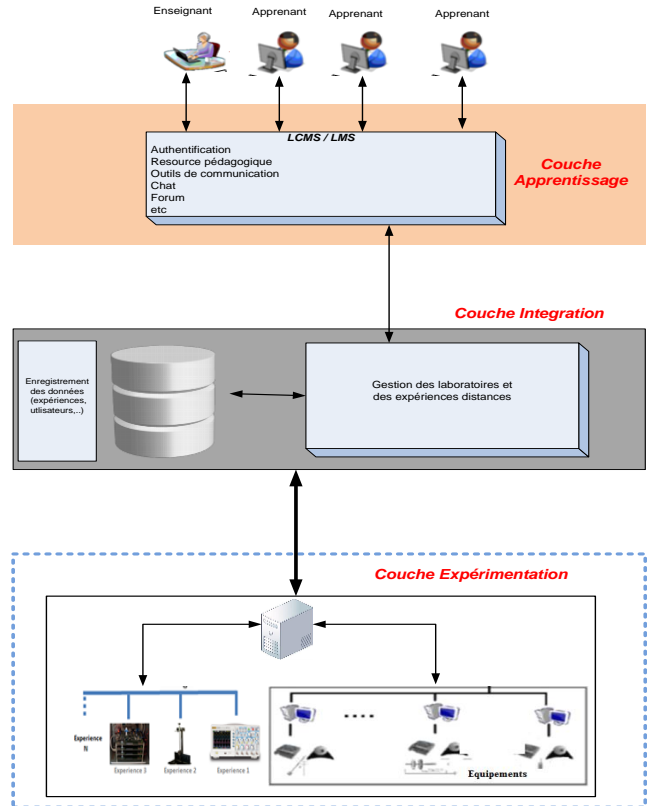 Enseignant
Apprenant
Apprenant
Apprenant
LCMS / LMS
Authentification
Resource pédagogique
Outils de communication
Chat
Forum
etc
Couche
Apprentissage
Couche Integration
Enregistrement
des données
(expériences,
utlisateurs,..)
Gestion des laboratoires et
des expériences distances
Couche Expérimentation
Experience
N
Experience 3
Experience 2
Experience 1
Equipements